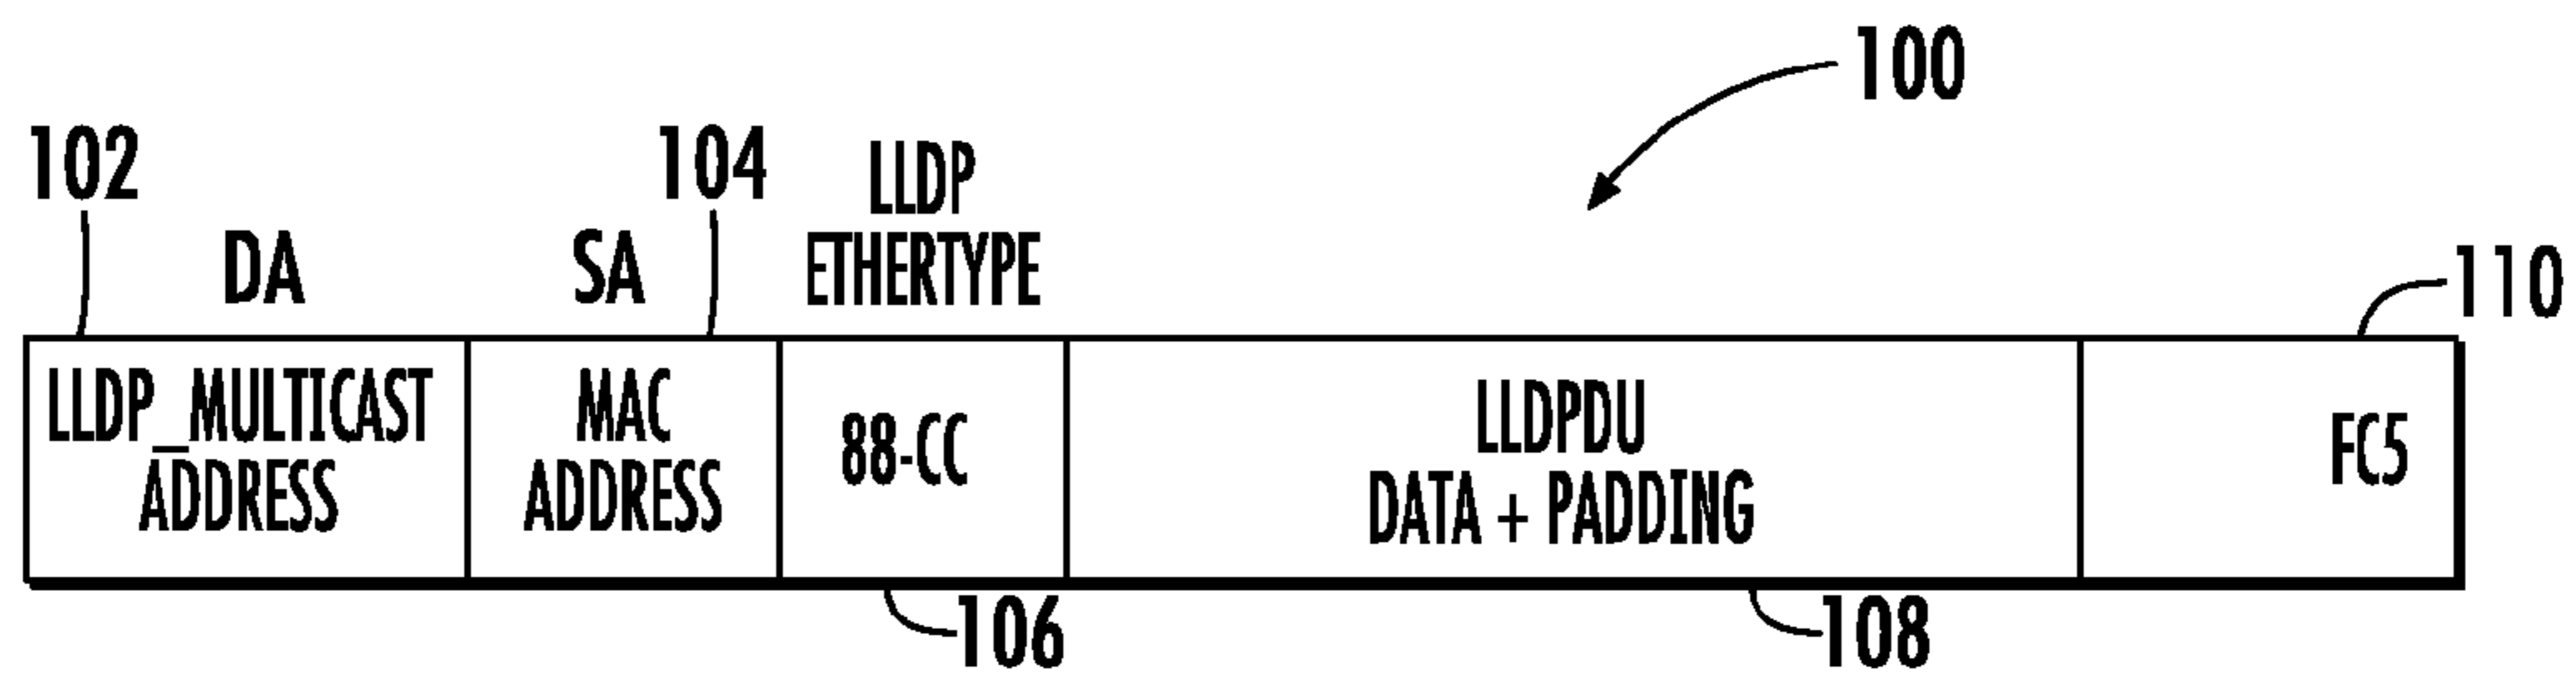 100
102
104
LLDP
DA
SA
ETHERTYPE
110
LLDP_MULTICAST
ADDRESS
MAC
ADDRESS
88-CC
LLDPDU
DATA + PADDING
FC5
106
108